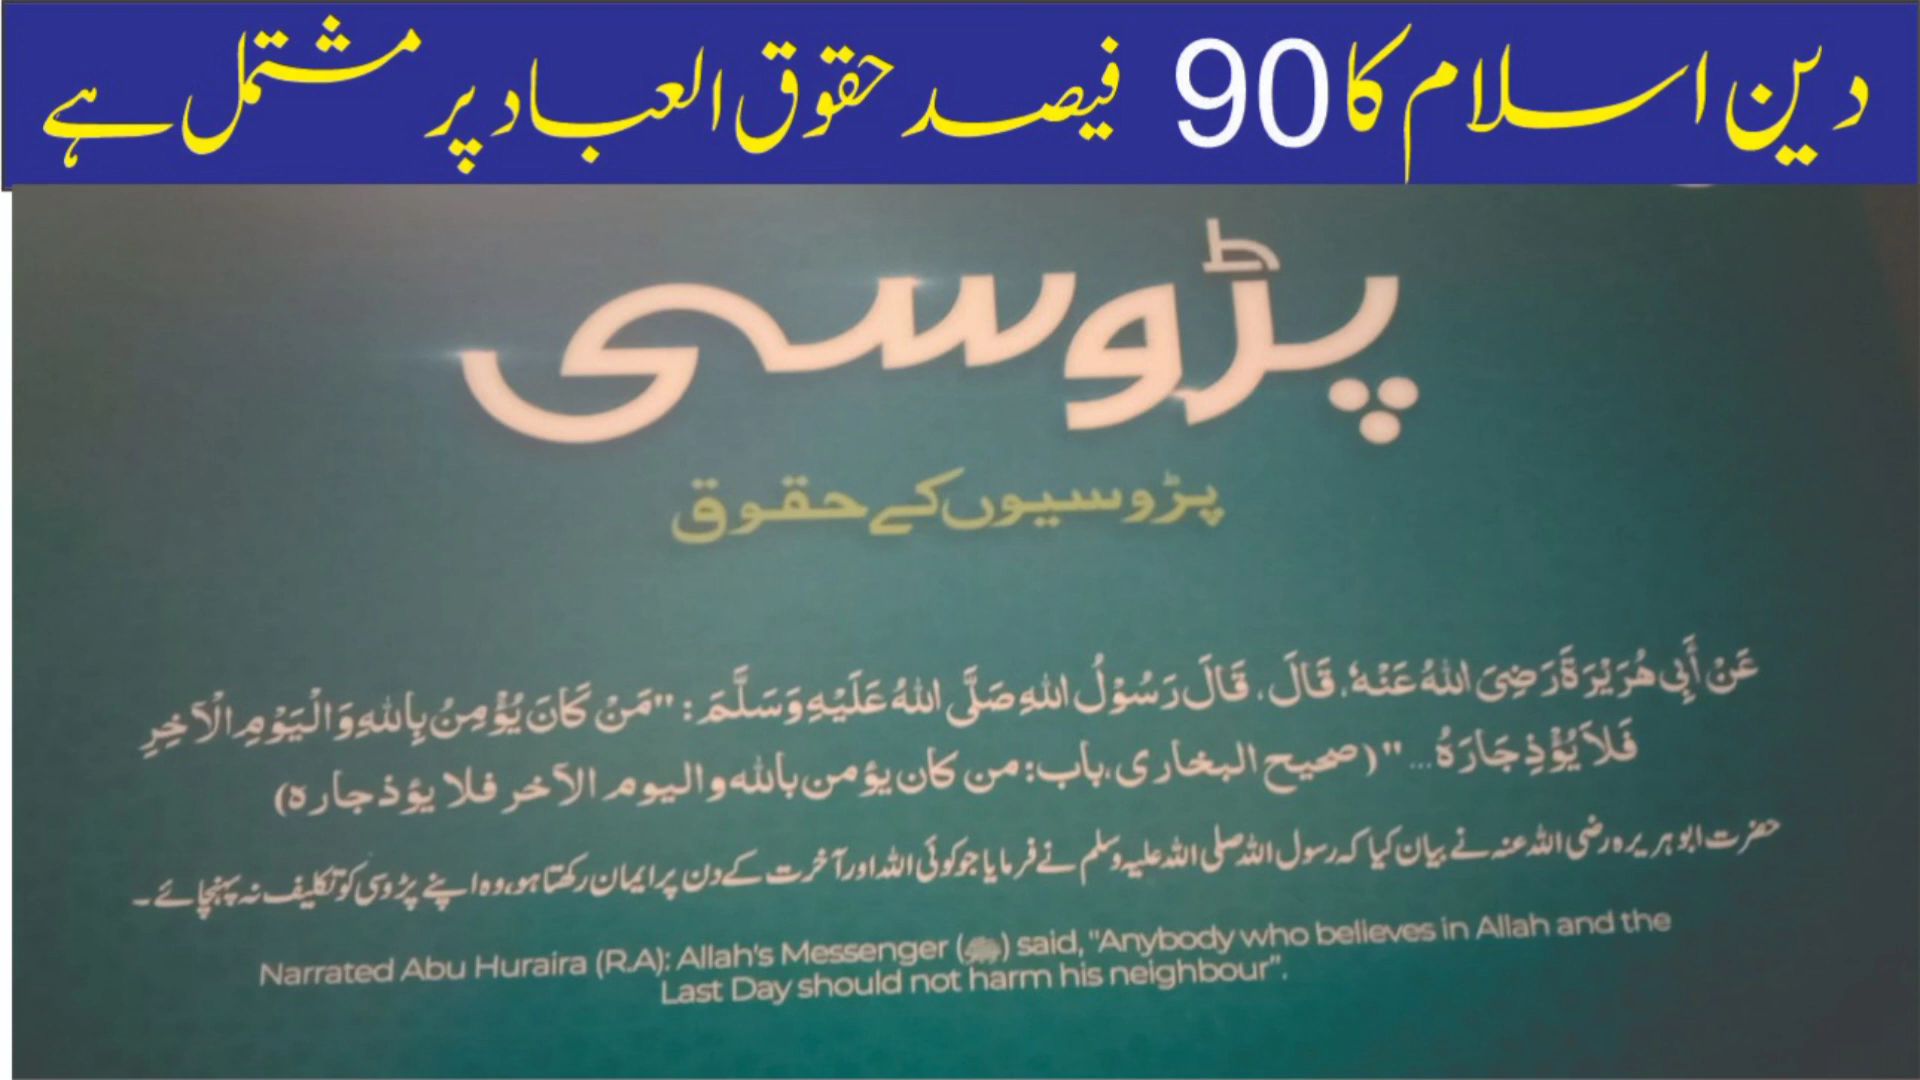 دین اسلام کا 90 فیصد حقوق العباد پر مشتمل ہے
پڑوسی
پڑوسیوں کے حقوق
عَنْ أَبِي هُرَيْرَةَ رَضِيَ اللهُ عَنْهُ، قَالَ، قَالَ رَسُوْلُ اللهِ صَلَّى اللهُ عَلَيْهِ وَسَلَّمَ: "مَنْ كَانَ يُؤْمِنُ بِاللهِ وَ الْيَوْمِ الْآخِرِ
فَلَا يُؤْذِ جَارَهُ... "(صحيح البخاری، باب: من كان يؤمن بالله و اليوم الآخر فلا يؤذ جاره)
حضرت ابو ہریرہ رضی اللہ عنہ نے بیان کیا کہ رسول اللہ صلی اللہ علیہ وسلم نے فرمایا جو کوئی اللہ اور آخرت کے دن پر ایمان رکھتا ہو، وہ اپنے پڑوسی کو تکلیف نہ پہنچائے۔
Narrated Abu Huraira (R.A): Allah's Messenger (ﷺ) said, "Anybody who believes in Allah and the
Last Day should not harm his neighbour".